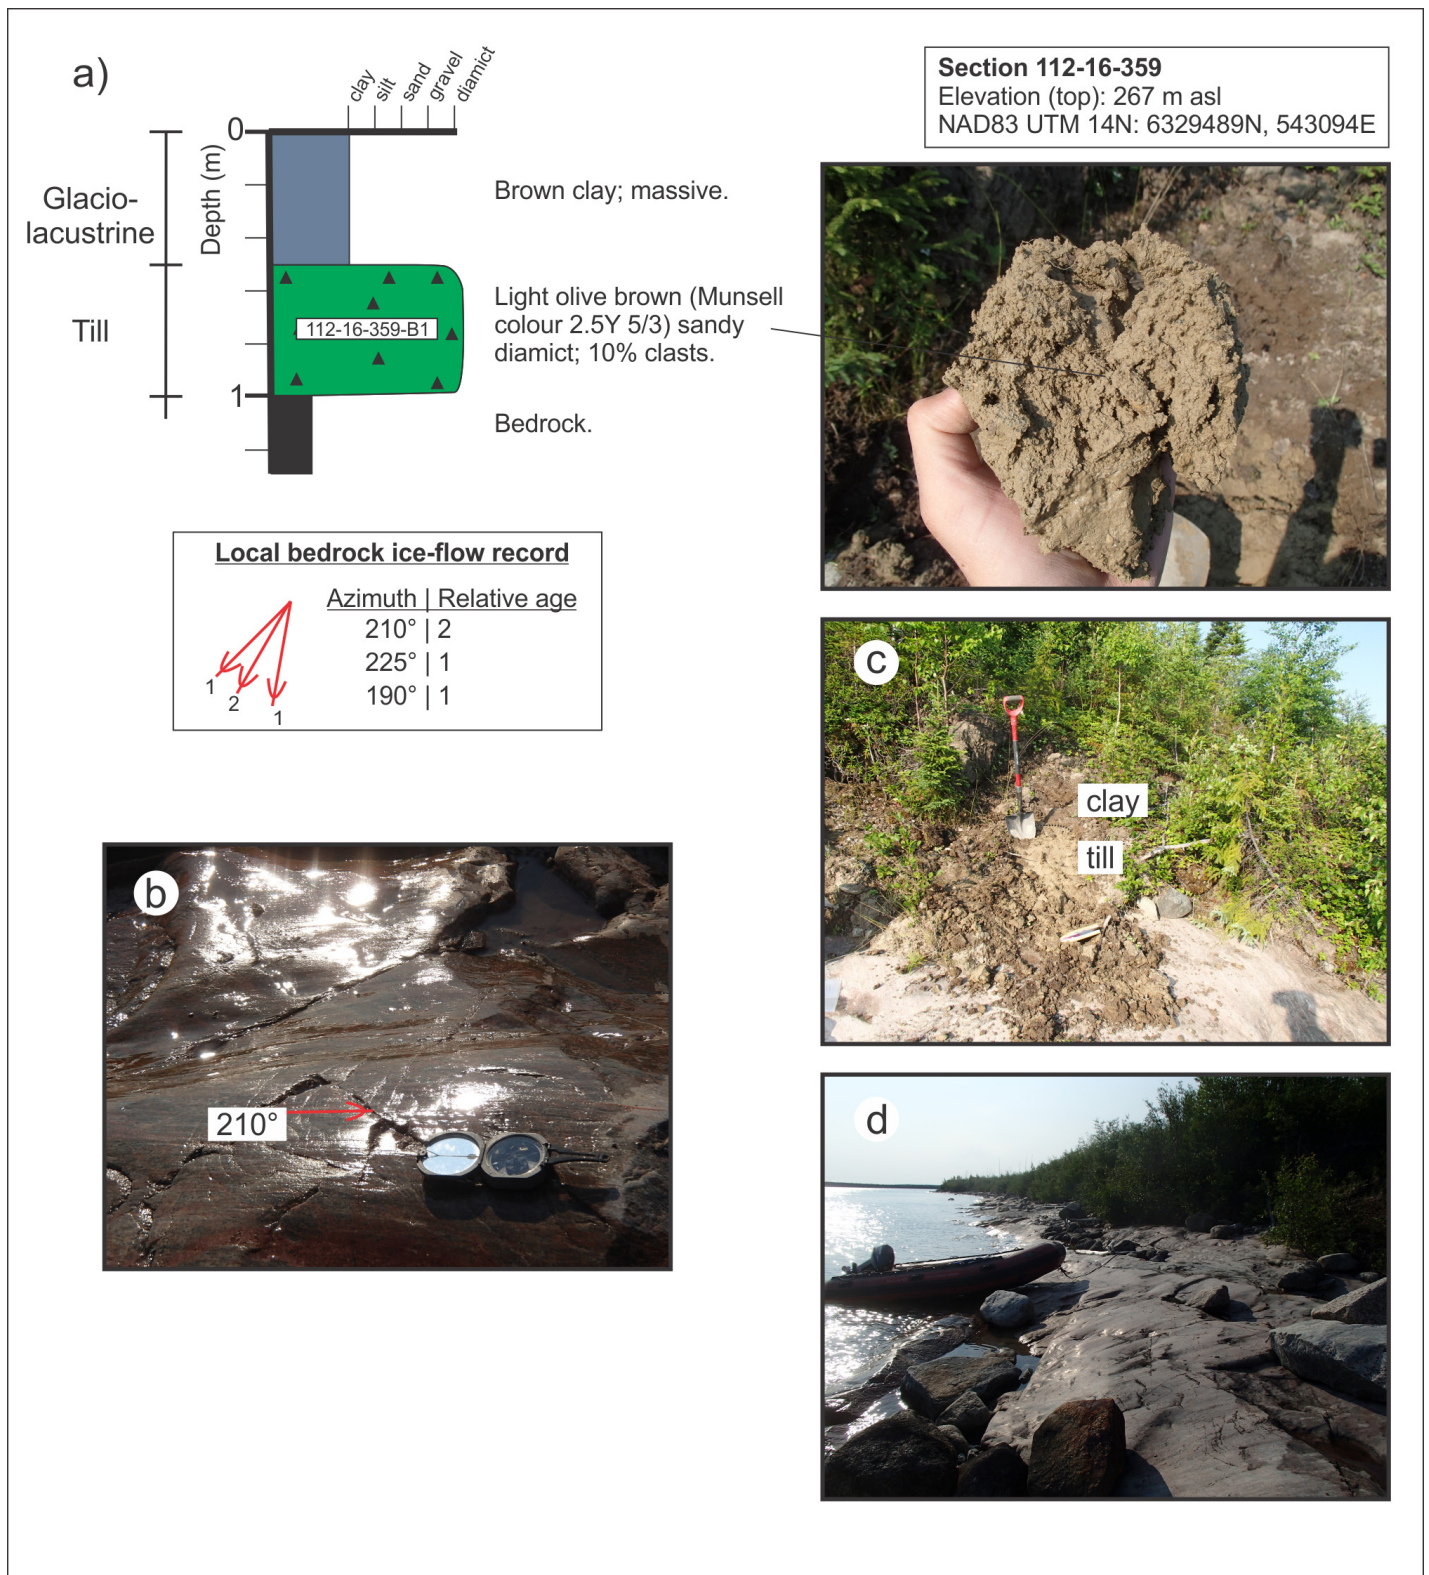 a)
clay
silt
sand
gravel
diamict
Section 112-16-359
Elevation (top): 267 m asl
NAD83 UTM 14N: 6329489N, 543094E
0
Depth (m)
1
Glacio-
lacustrine
Till
112-16-359-B1
Brown clay; massive.
Light olive brown (Munsell
colour 2.5Y 5/3) sandy
diamict; 10% clasts.
Bedrock.
Local bedrock ice-flow record
Azimuth | Relative age
210° | 2
225° | 1
190° | 1
1
2
1
b
210°
c
clay
till
d